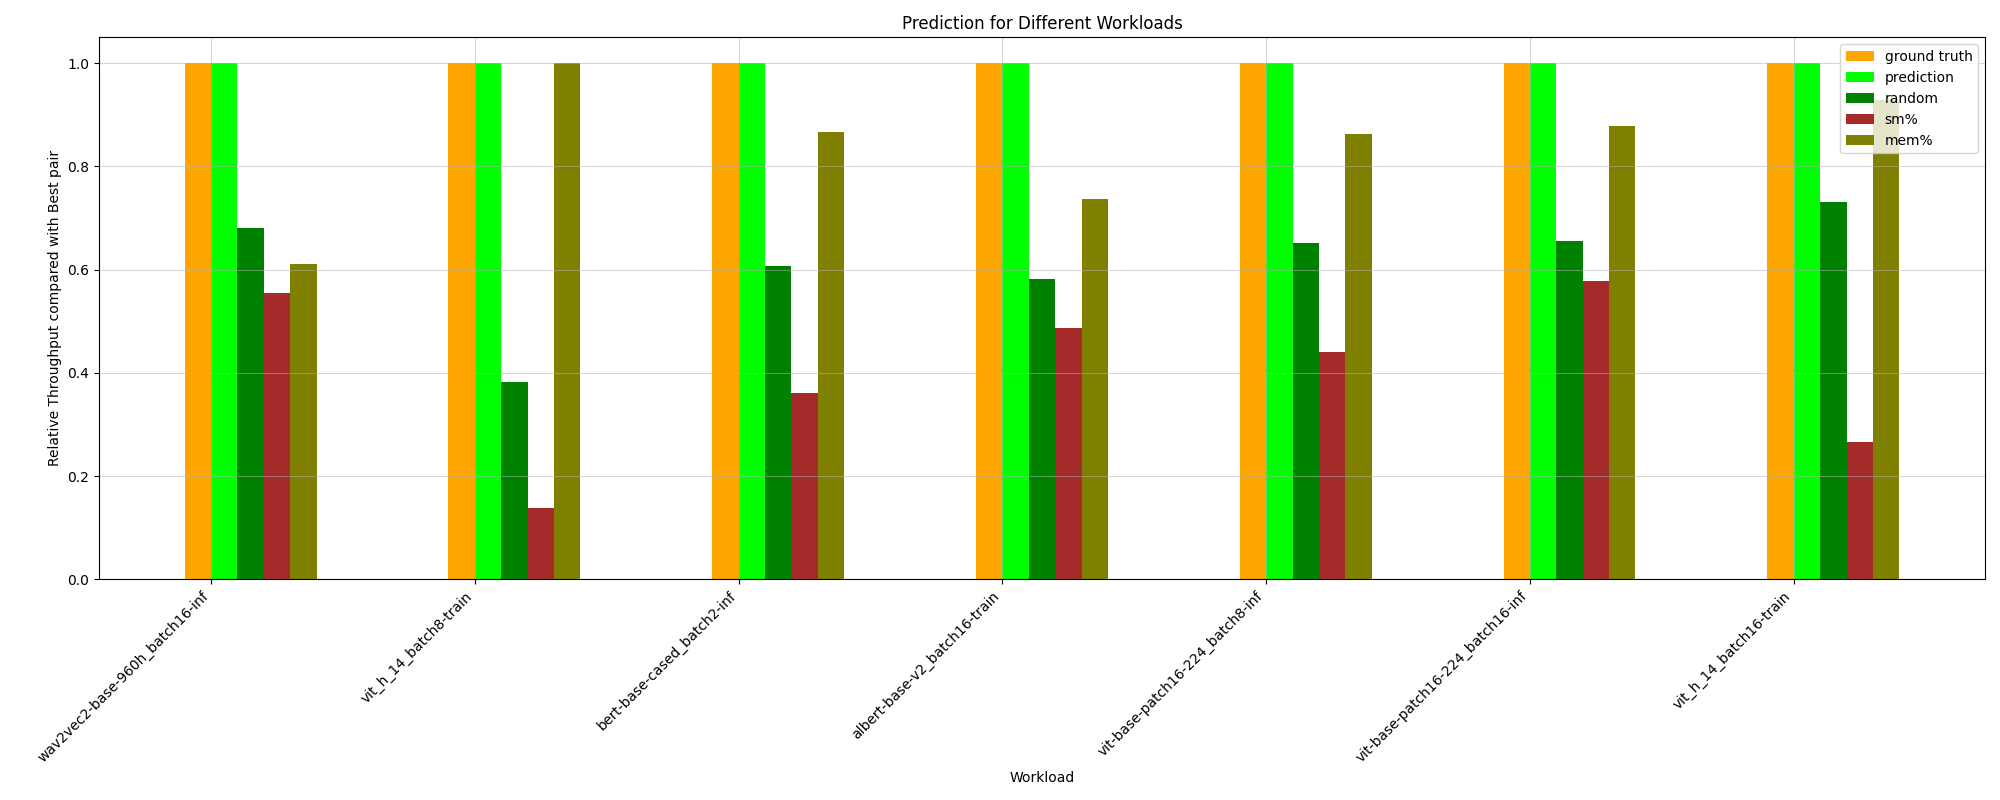 Prediction for Different Workloads
Relative Throughput compared with Best pair
1.0
0.8
0.6
0.4
0.2
0.0
ground truth
prediction
random
sm%
mem%
wav2vec2-base-960h_batch16-inf
vit_h_14_batch8-train
bert-base-cased_batch2-inf
albert-base-v2_batch16-train
vit-base-patch16-224_batch8-inf
vit-base-patch16-224_batch16-inf
vit_h_14_batch16-train
Workload